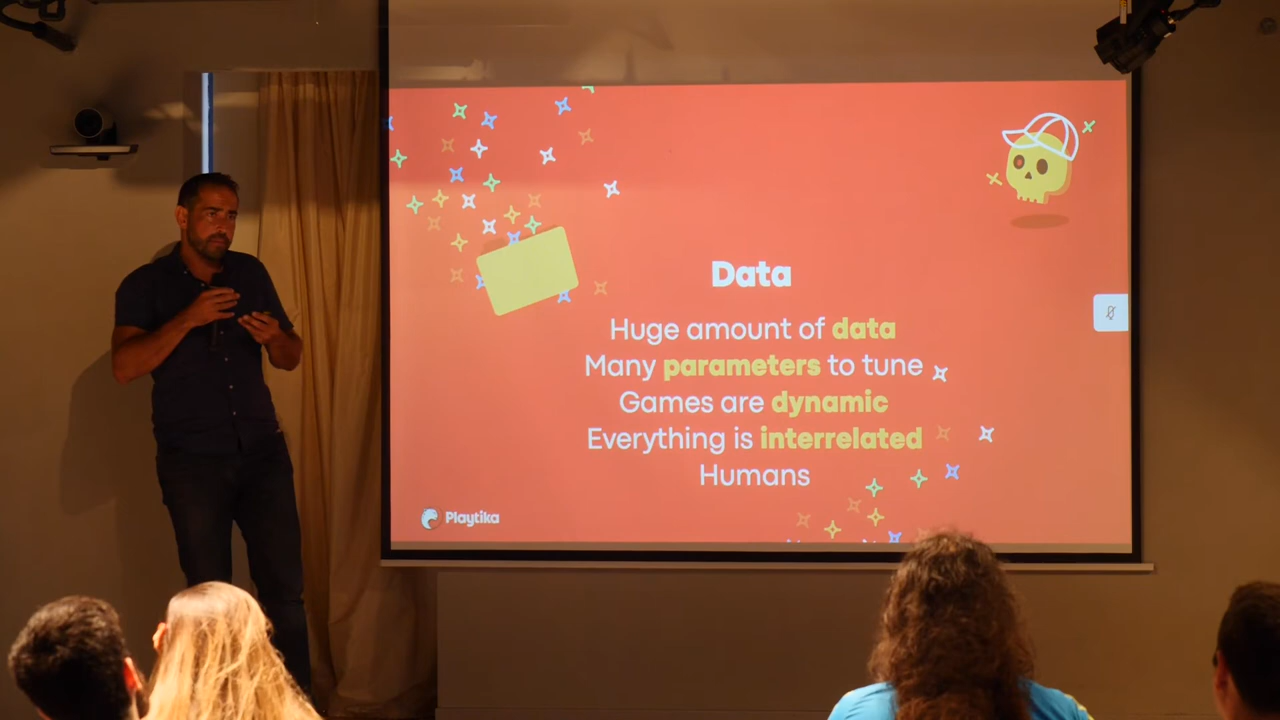 Data
Huge amount of data
Many parameters to tune
Games are dynamic
Everything is interrelated
Humans
Playtika